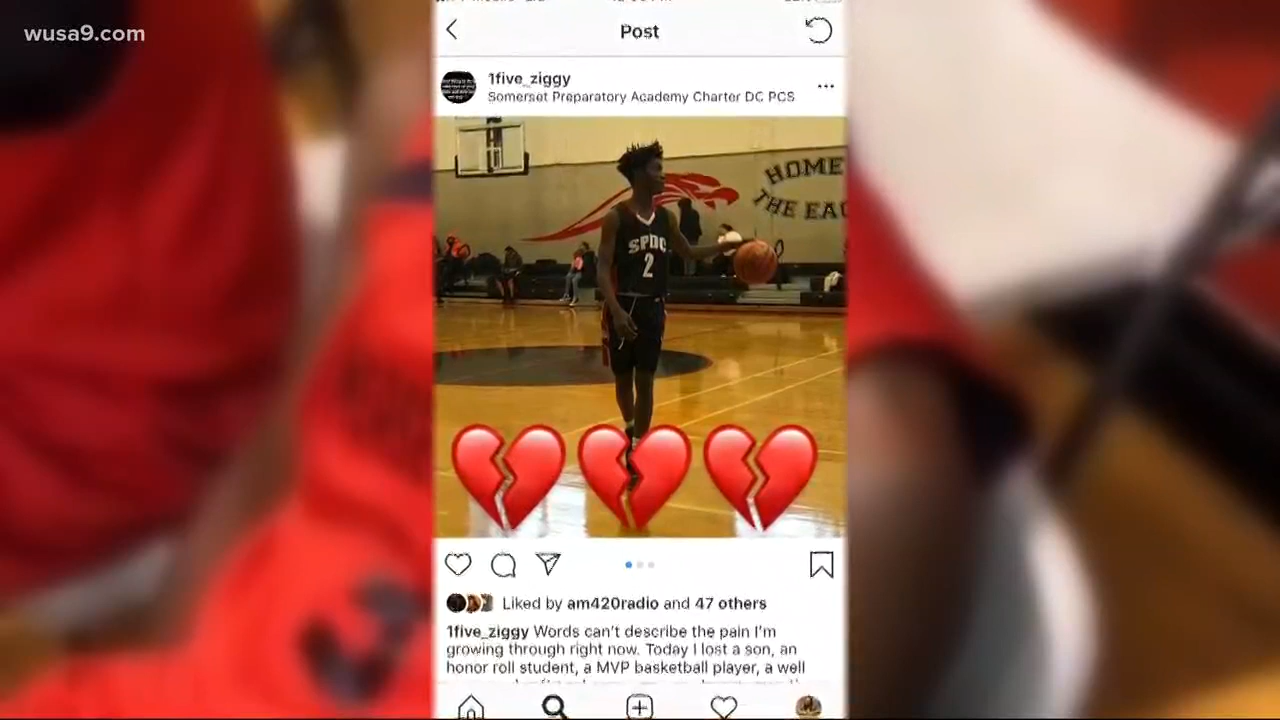 wusa9.com
Post
1five_ziggy
Somerset Preparatory Academy Charter DC PCS
HOME
THE EAG
SPDC
2
Liked by am420radio and 47 others
1five_ziggy Words can't describe the pain I'm
growing through right now. Today I lost a son, an
honor roll student, a MVP basketball player, a well